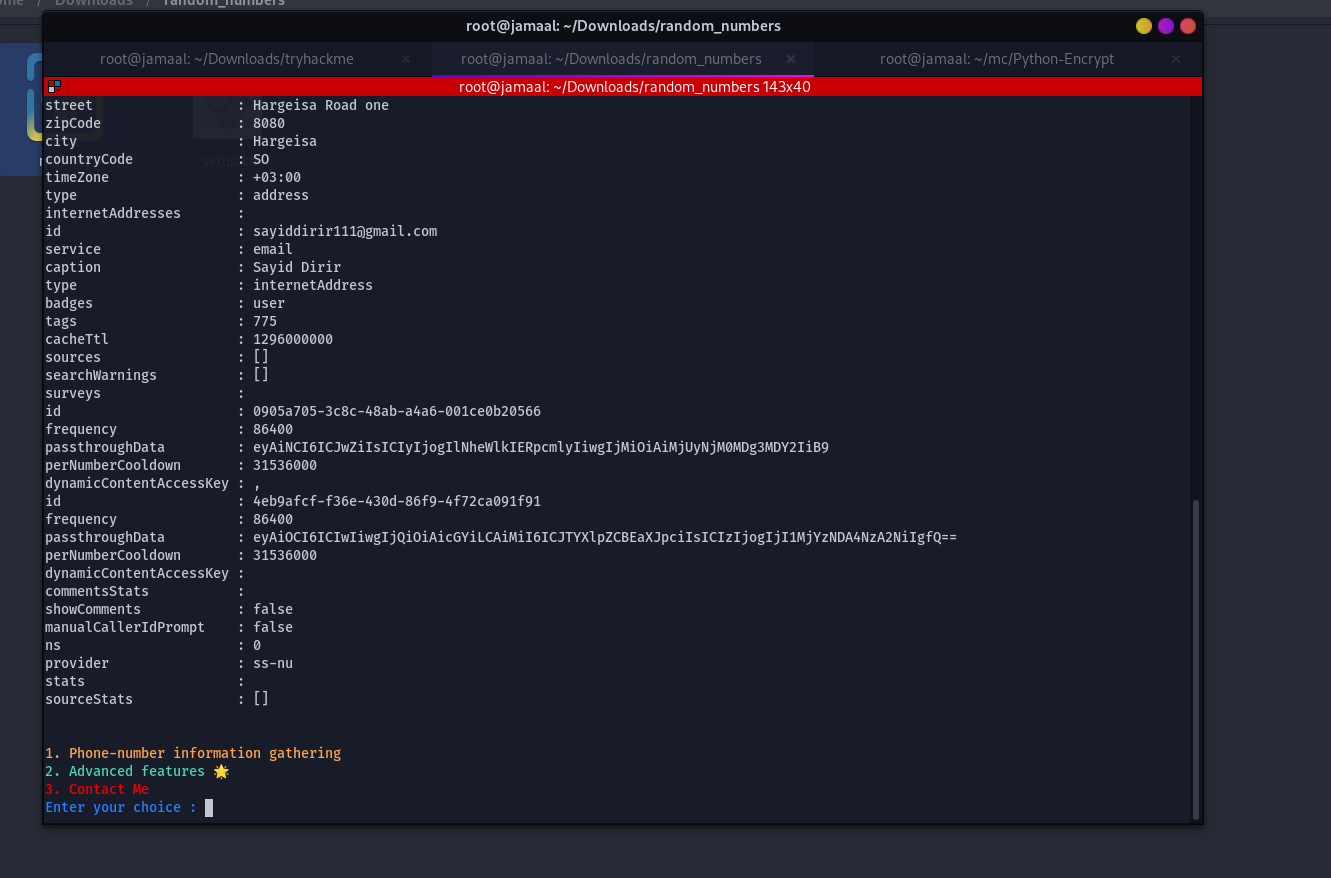 / Downloads / random_numbers
root@jamaal: ~/Downloads/random_numbers
root@jamaal: ~/Downloads/tryhackme × root@jamaal: ~/Downloads/random_numbers × root@jamaal: ~/mc/Python-Encrypt ×
root@jamaal: ~/Downloads/random_numbers 143x40
street : Hargeisa Road one
zipCode : 8080
city : Hargeisa
countryCode : SO
timeZone : +03:00
type : address
internetAddresses :
id : sayiddirir111@gmail.com
service : email
caption : Sayid Dirir
type : internetAddress
badges : user
tags : 775
cacheTtl : 1296000000
sources : []
searchWarnings : []
surveys :
id : 0905a705-3c8c-48ab-a4a6-001ce0b20566
frequency : 86400
passthroughData : eyAiNCI6ICJwZiIsICIyIjogIlNheWlkIERpcmlyIiwgIjMiOiAiMjUyNjM0MDg3MDY2IiB9
perNumberCooldown : 31536000
dynamicContentAccessKey : ,
id : 4eb9afcf-f36e-430d-86f9-4f72ca091f91
frequency : 86400
passthroughData : eyAiOCI6ICIwIiwgIjQiOiAicGYiLCAiMiI6ICJTYXlpZCBEaXJpciIsICIzIjogIjI1MjYzNDA4NzA2NiIgfQ==
perNumberCooldown : 31536000
dynamicContentAccessKey :
commentsStats :
showComments : false
manualCallerIdPrompt : false
ns : 0
provider : ss-nu
stats :
sourceStats : []
1. Phone-number information gathering
2. Advanced features 🌟
3. Contact Me
Enter your choice :